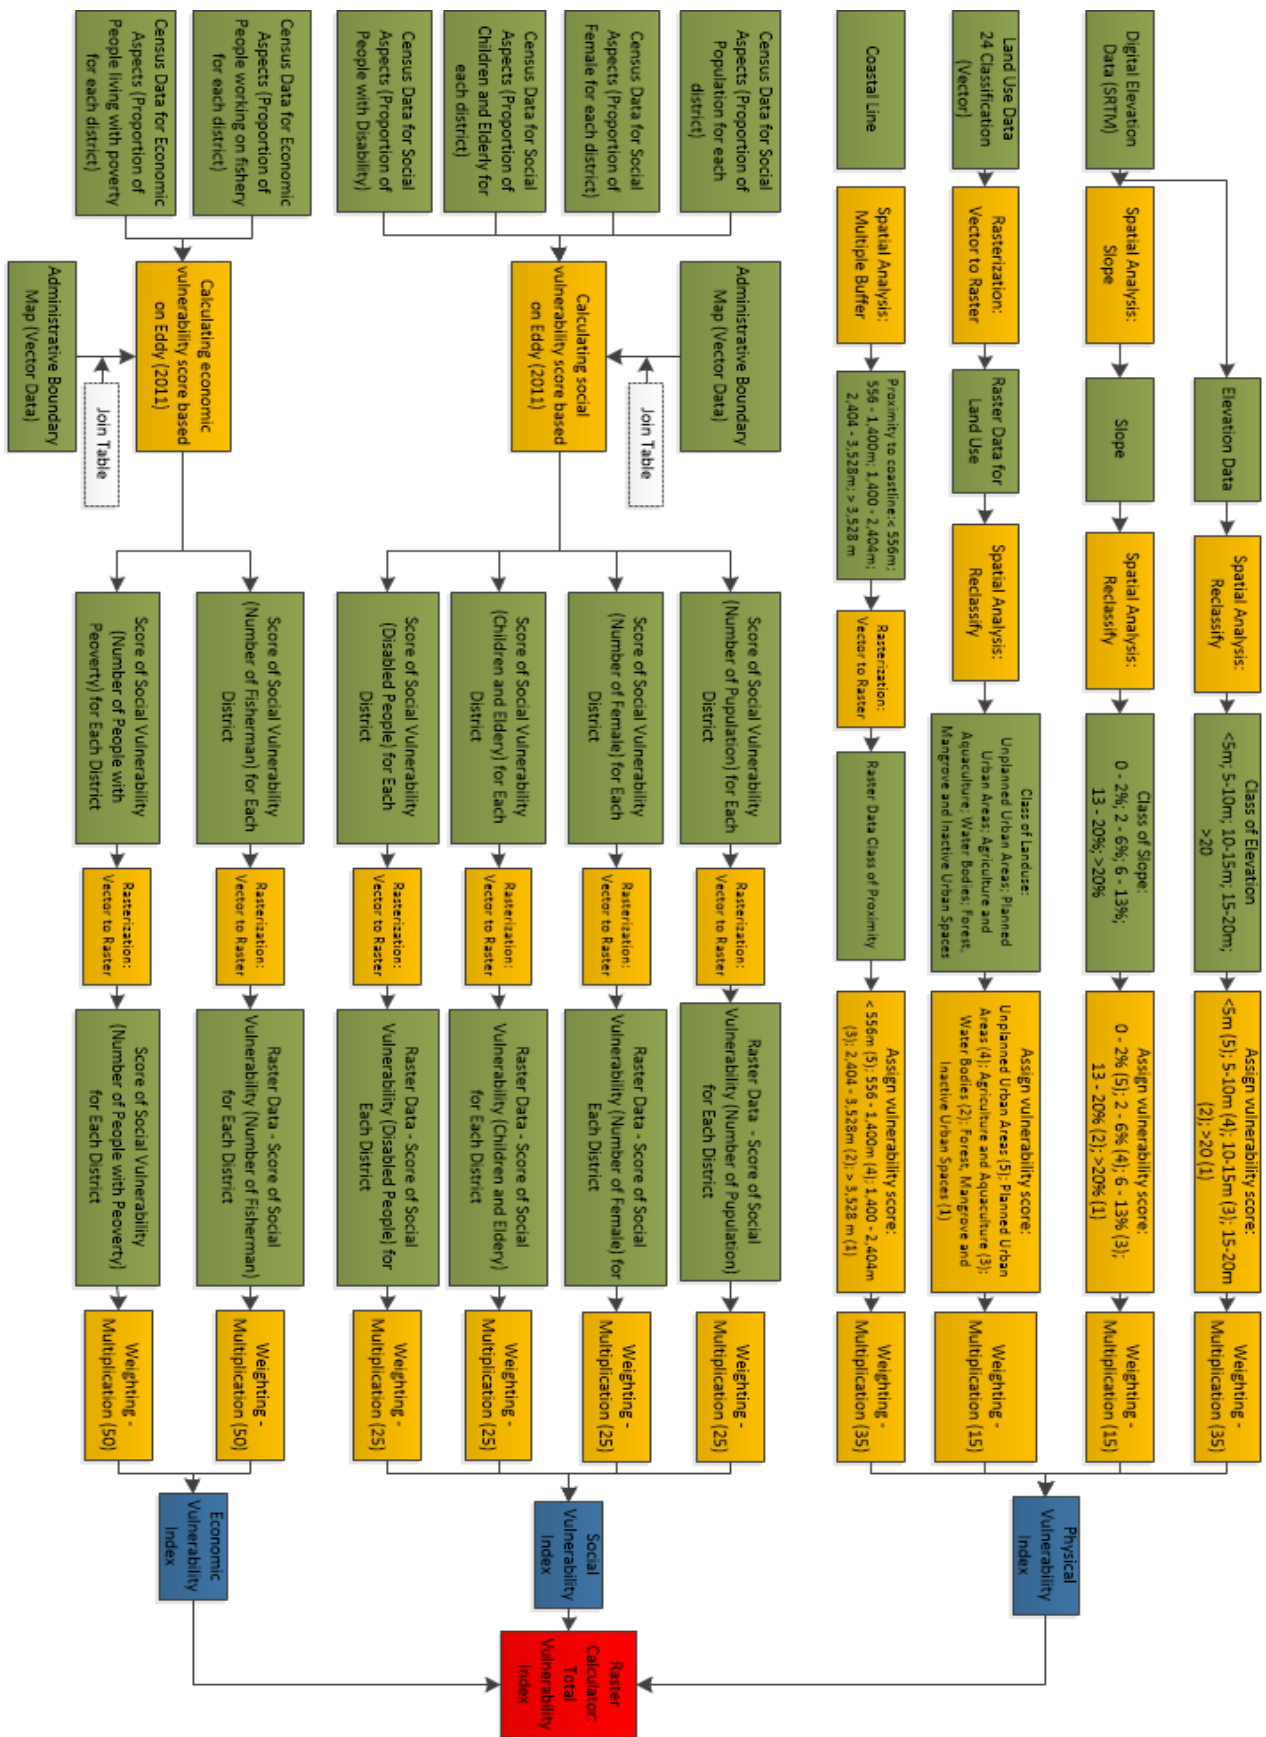 Digital Elevation
Data (SRTM)
Elevation Data
Spatial Analysis:
Reclassify
Class of Elevation
<5m; 5-10m; 10-15m; 15-20m;
>20
Assign vulnerability score:
<5m (5); 5-10m (4); 10-15m (3); 15-20m
(2); >20 (1)
Weighting -
Multiplication (35)
Spatial Analysis:
Slope
Slope
Spatial Analysis:
Reclassify
Class of Slope:
0 - 2%; 2 - 6%; 6 - 13%;
13 - 20%; >20%
Assign vulnerability score:
0 - 2% (5); 2 - 6% (4); 6 - 13% (3);
13 - 20% (2); >20% (1)
Weighting -
Multiplication (15)
Land Use Data
24 Classification
(Vector)
Rasterization:
Vector to Raster
Raster Data for
Land Use
Spatial Analysis:
Reclassify
Class of Landuse:
Unplanned Urban Areas; Planned
Urban Areas; Agriculture and
Aquaculture; Water Bodies; Forest,
Mangrove and Inactive Urban Spaces
Assign vulnerability score:
Unplanned Urban Areas (5); Planned Urban
Areas (4); Agriculture and Aquaculture (3);
Water Bodies (2); Forest, Mangrove and
Inactive Urban Spaces (1)
Weighting -
Multiplication (15)
Coastal Line
Spatial Analysis:
Multiple Buffer
Proximity to coastline:< 556m;
556 - 1,400m; 1,400 - 2,404m;
2,404 - 3,528m; > 3,528 m
Rasterization:
Vector to Raster
Raster Data Class of Proximity
Assign vulnerability score:
< 556m (5); 556 - 1,400m (4); 1,400 - 2,404m
(3); 2,404 - 3,528m (2); > 3,528 m (1)
Weighting -
Multiplication (35)
Physical
Vulnerability
Index
Census Data for Social
Aspects (Proportion of
Population for each
district)
Census Data for Social
Aspects (Proportion of
Female for each district)
Census Data for Social
Aspects (Proportion of
Children and Elderly for
each district)
Census Data for Social
Aspects (Proportion of
People with Disability)
Administrative Boundary
Map (Vector Data)
Join Table
Calculating social
vulnerability score based
on Eddy (2011)
Score of Social Vulnerability
(Number of Pupulation) for Each
District
Rasterization:
Vector to Raster
Raster Data - Score of Social
Vulnerability (Number of Pupulation)
for Each District
Weighting -
Multiplication (25)
Score of Social Vulnerability
(Number of Female) for Each
District
Rasterization:
Vector to Raster
Raster Data - Score of Social
Vulnerability (Number of Female) for
Each District
Weighting -
Multiplication (25)
Score of Social Vulnerability
(Children and Eldery) for Each
District
Rasterization:
Vector to Raster
Raster Data - Score of Social
Vulnerability (Children and Eldery)
for Each District
Weighting -
Multiplication (25)
Score of Social Vulnerability
(Disabled People) for Each
District
Rasterization:
Vector to Raster
Raster Data - Score of Social
Vulnerability (Disabled People) for
Each District
Weighting -
Multiplication (25)
Social
Vulnerability
Index
Raster
Calculator:
Total
Vulnerability
Index
Census Data for Economic
Aspects (Proportion of
People working on fishery
for each district)
Census Data for Economic
Aspects (Proportion of
People living with poverty
for each district)
Calculating economic
vulnerability score based
on Eddy (2011)
Join Table
Administrative Boundary
Map (Vector Data)
Score of Social Vulnerability
(Number of Fisherman) for Each
District
Rasterization:
Vector to Raster
Raster Data - Score of Social
Vulnerability (Number of Fisherman)
for Each District
Weighting -
Multiplication (50)
Score of Social Vulnerability
(Number of People with
Peoverty) for Each District
Rasterization:
Vector to Raster
Score of Social Vulnerability
(Number of People with Peoverty)
for Each District
Weighting -
Multiplication (50)
Economic
Vulnerability
Index